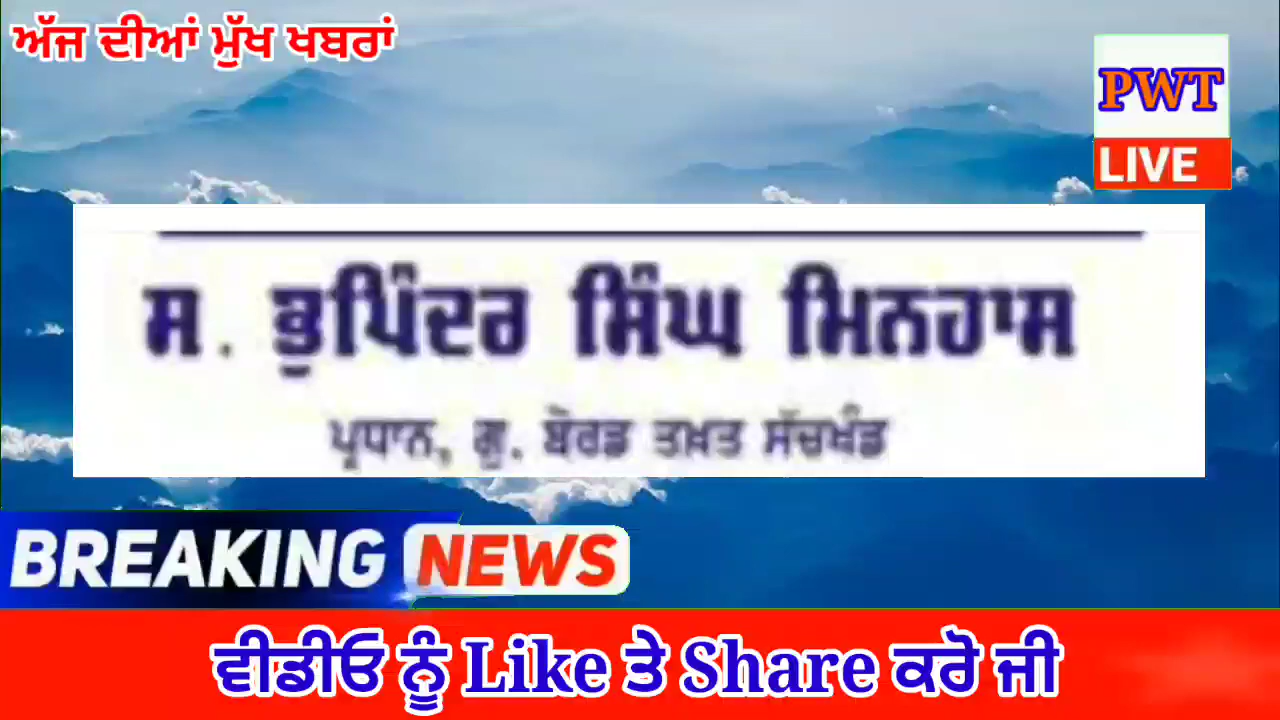 ਅੱਜ ਦੀਆਂ ਮੁੱਖ ਖਬਰਾਂ
PWT
LIVE
ਸ. ਭੁਪਿੰਦਰ ਸਿੰਘ ਮਿਨਹਾਸ
ਪ੍ਰਧਾਨ, ਗੁ. ਬੋਰਡ ਤਖ਼ਤ ਸੱਚਖੰਡ
BREAKING NEWS
ਵੀਡੀਓ ਨੂੰ Like ਤੇ Share ਕਰੋ ਜੀ